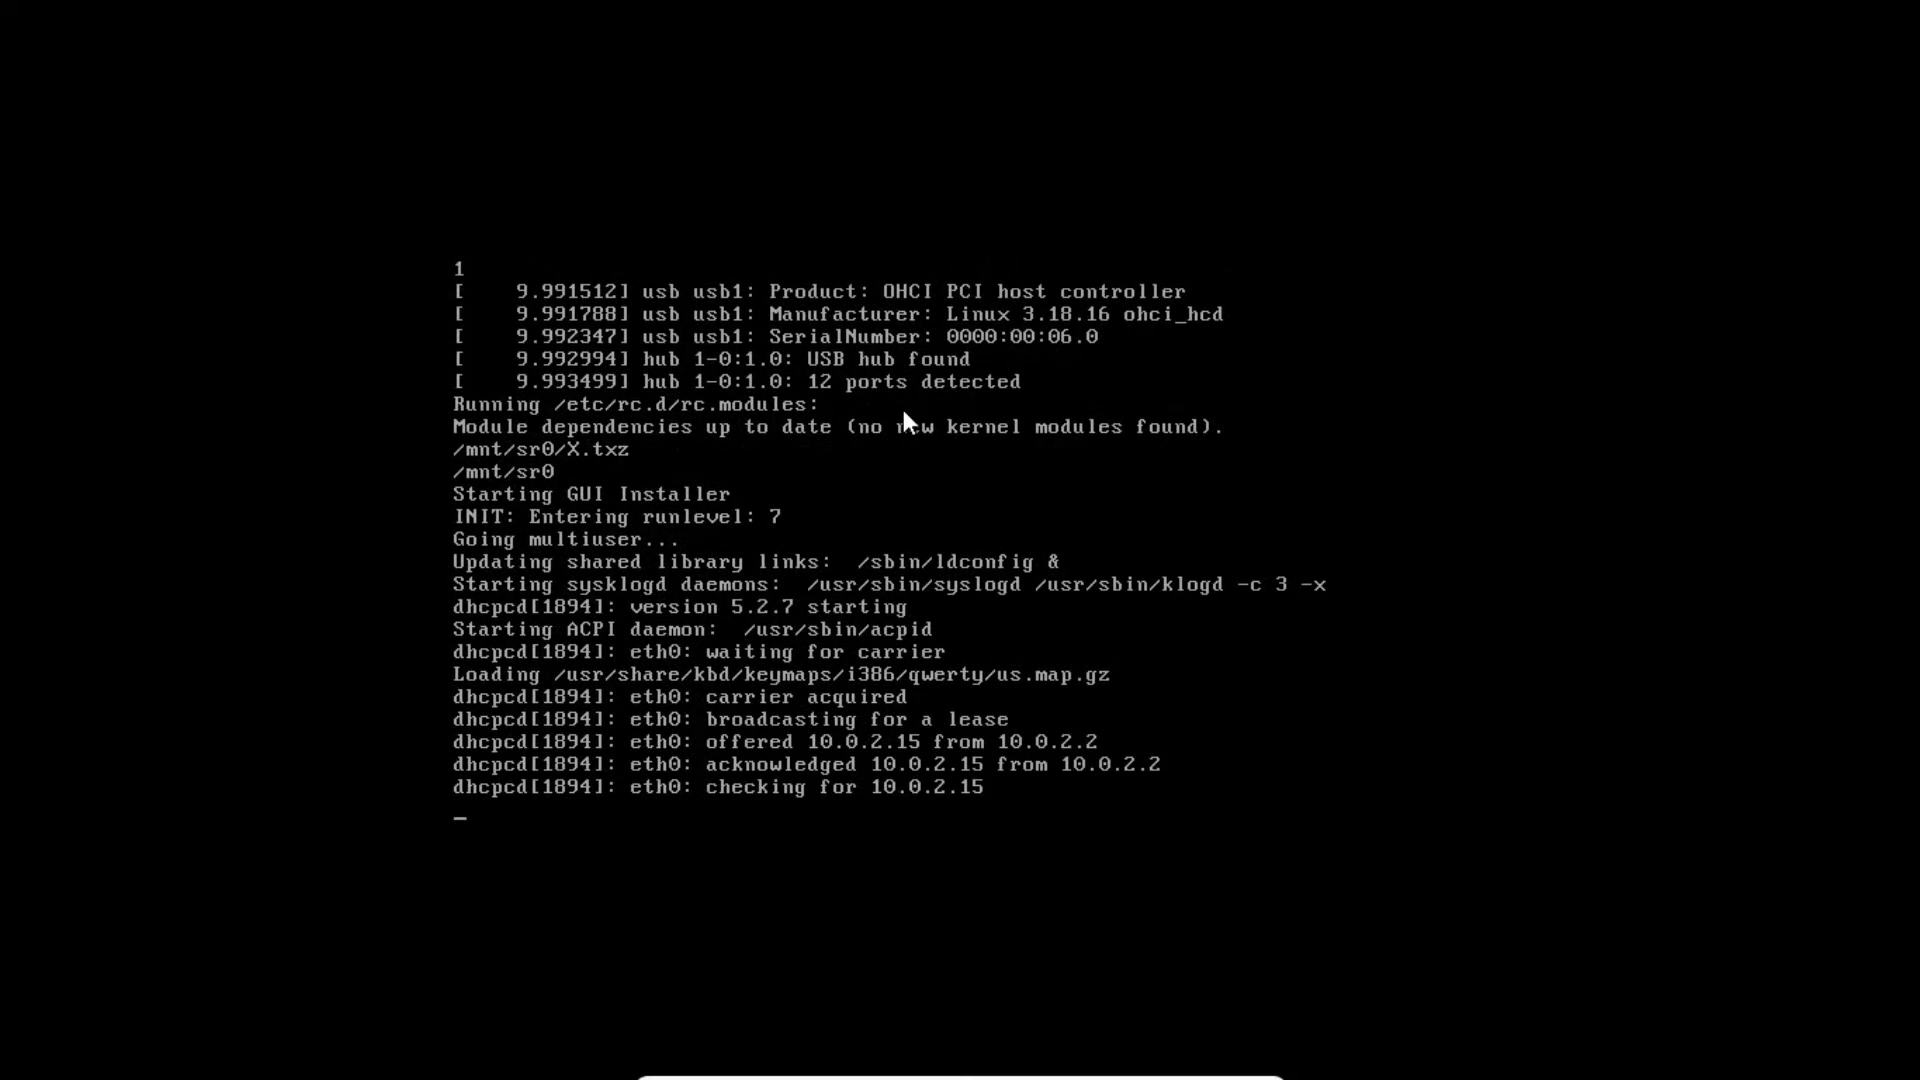 1
[    9.991512] usb usb1: Product: OHCI PCI host controller
[    9.991788] usb usb1: Manufacturer: Linux 3.18.16 ohci_hcd
[    9.992347] usb usb1: SerialNumber: 0000:00:06.0
[    9.992994] hub 1-0:1.0: USB hub found
[    9.993499] hub 1-0:1.0: 12 ports detected
Running /etc/rc.d/rc.modules:
Module dependencies up to date (no new kernel modules found).
/mnt/sr0/X.txz
/mnt/sr0
Starting GUI Installer
INIT: Entering runlevel: 7
Going multiuser...
Updating shared library links:  /sbin/ldconfig &
Starting sysklogd daemons:  /usr/sbin/syslogd /usr/sbin/klogd -c 3 -x
dhcpcd[1894]: version 5.2.7 starting
Starting ACPI daemon:  /usr/sbin/acpid
dhcpcd[1894]: eth0: waiting for carrier
Loading /usr/share/kbd/keymaps/i386/qwerty/us.map.gz
dhcpcd[1894]: eth0: carrier acquired
dhcpcd[1894]: eth0: broadcasting for a lease
dhcpcd[1894]: eth0: offered 10.0.2.15 from 10.0.2.2
dhcpcd[1894]: eth0: acknowledged 10.0.2.15 from 10.0.2.2
dhcpcd[1894]: eth0: checking for 10.0.2.15
_